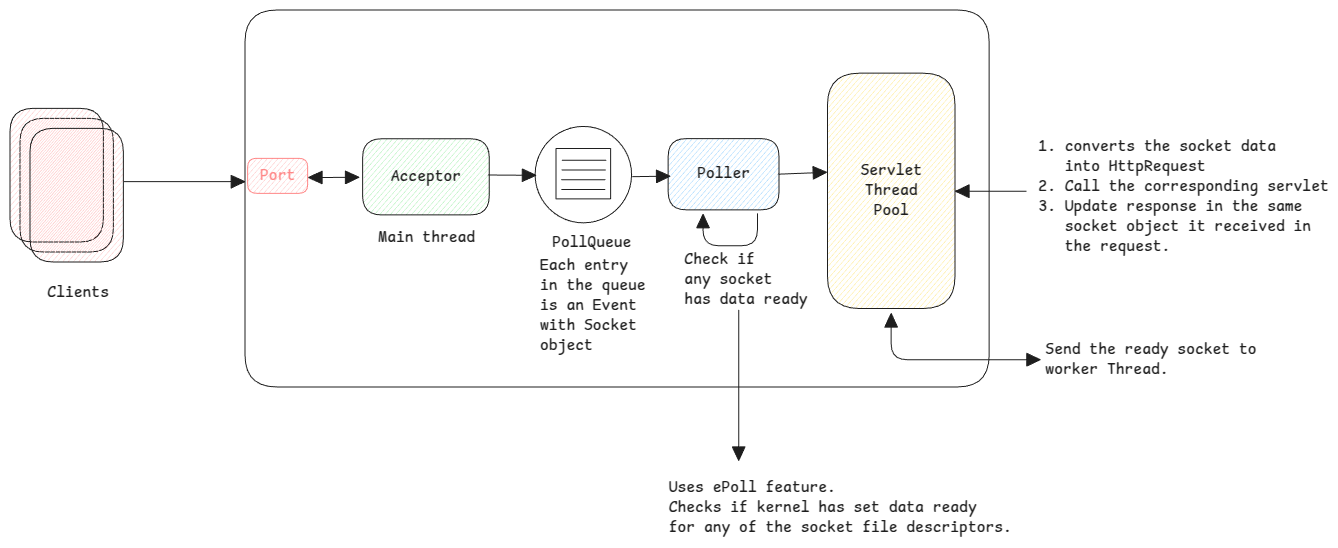 Port
Acceptor
Main thread
Clients
PollQueue
Each entry
in the queue
is an Event
with Socket
object
Poller
Check if
any socket
has data ready
Uses ePoll feature.
Checks if kernel has set data ready
for any of the socket file descriptors.
Servlet
Thread
Pool
1. converts the socket data
into HttpRequest
2. Call the corresponding servlet
3. Update response in the same
socket object it received in
the request.
Send the ready socket to
worker Thread.